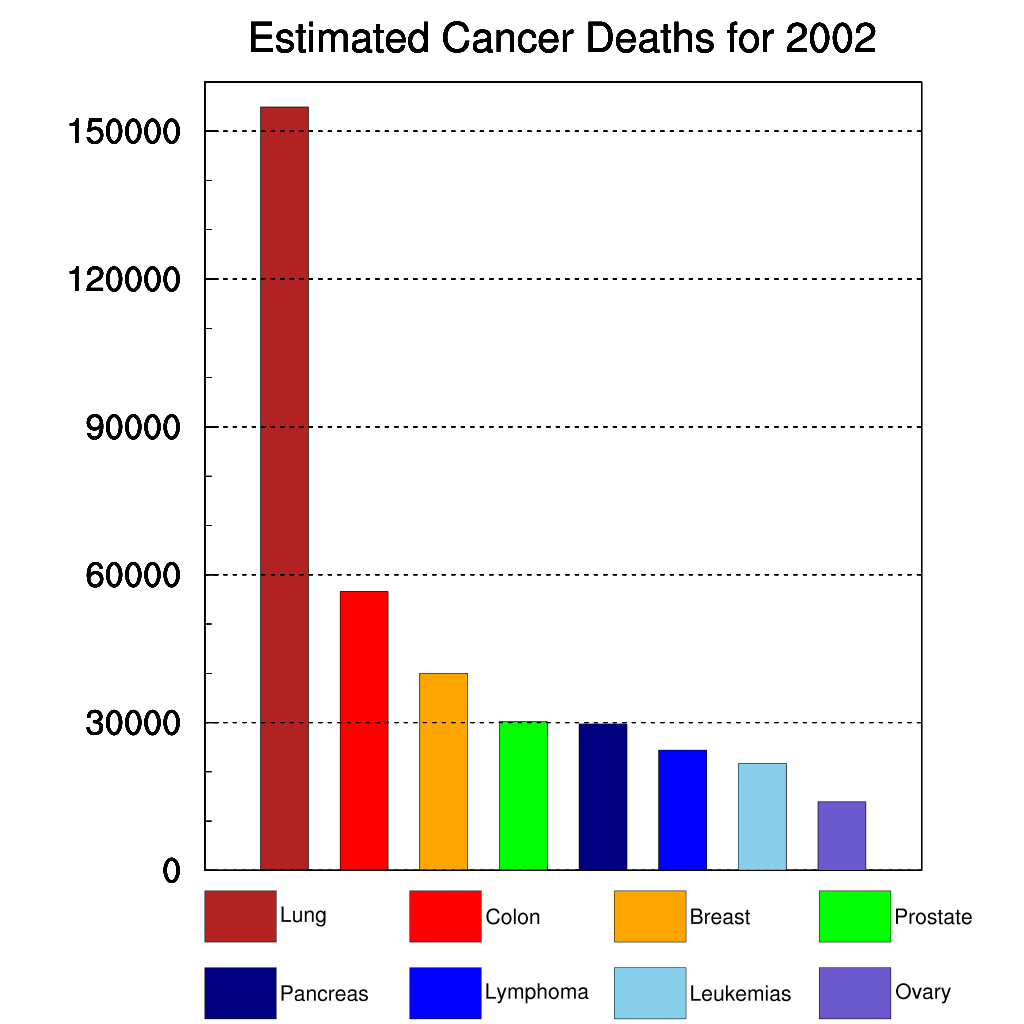 Estimated Cancer Deaths for 2002
150000
120000
90000
60000
30000
0
Lung Colon Breast Prostate
Pancreas Lymphoma Leukemias Ovary